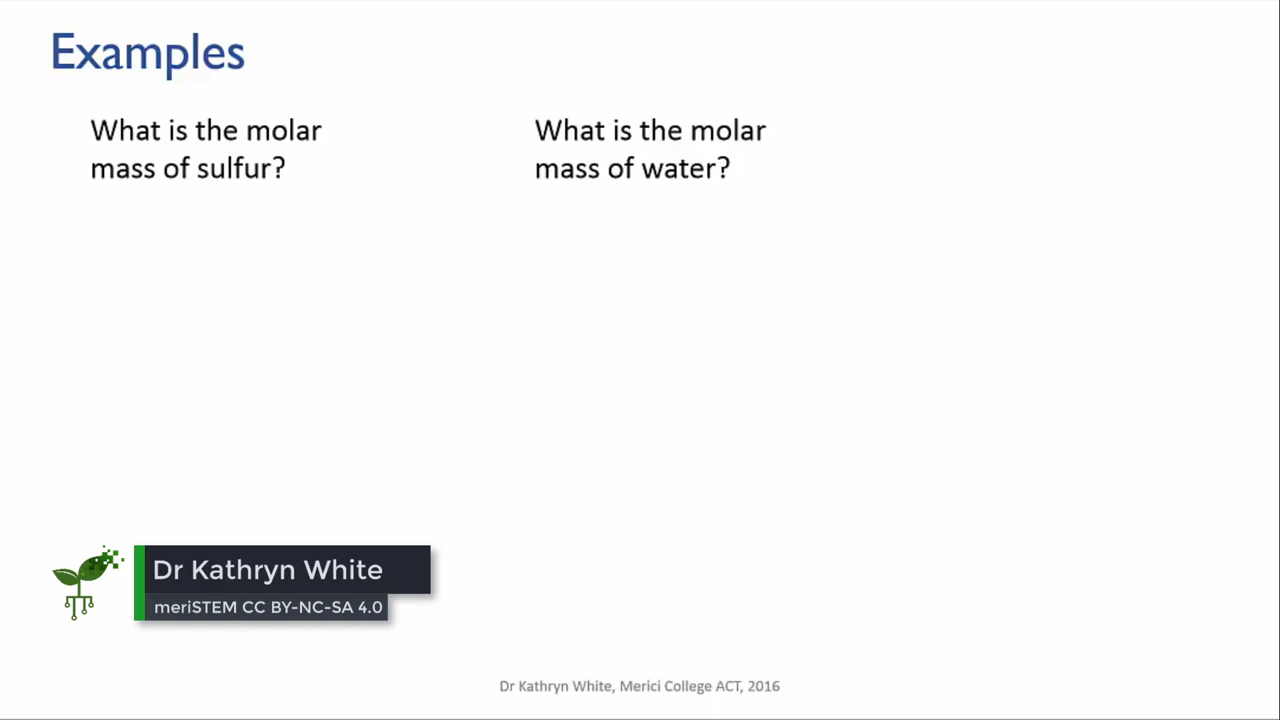 Examples
What is the molar
mass of sulfur?
What is the molar
mass of water?
Dr Kathryn White
meriSTEM CC BY-NC-SA 4.0
Dr Kathryn White, Merici College ACT, 2016